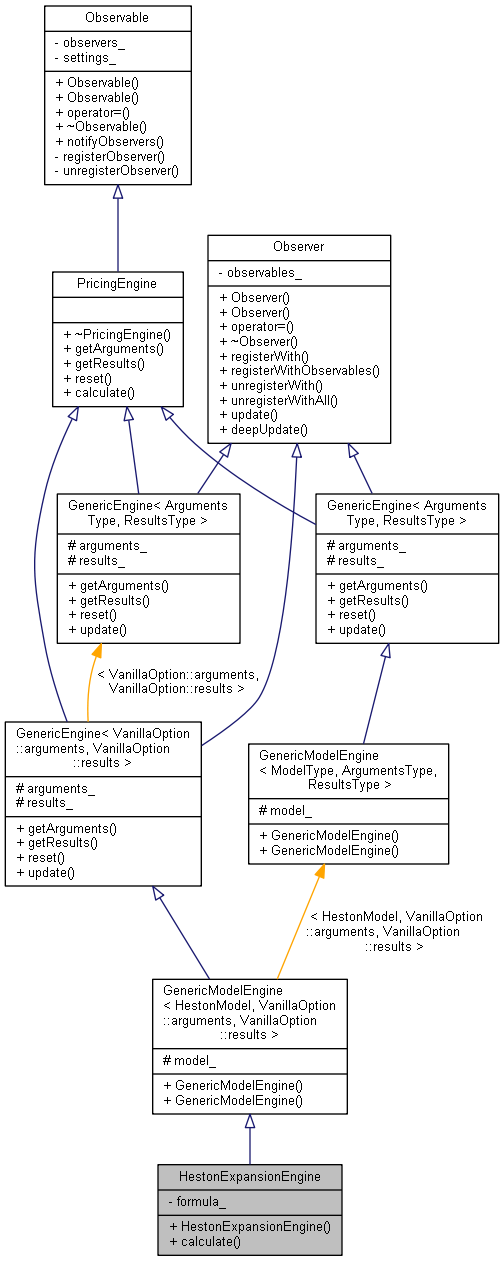 Observable
- observers_
- settings_
+ Observable()
+ Observable()
+ operator=()
+ ~Observable()
+ notifyObservers()
- registerObserver()
- unregisterObserver()
Observer
- observables_
+ Observer()
+ Observer()
+ operator=()
+ ~Observer()
+ registerWith()
+ registerWithObservables()
+ unregisterWith()
+ unregisterWithAll()
+ update()
+ deepUpdate()
PricingEngine
+ ~PricingEngine()
+ getArguments()
+ getResults()
+ reset()
+ calculate()
GenericEngine< Arguments
Type, ResultsType >
# arguments_
# results_
+ getArguments()
+ getResults()
+ reset()
+ update()
GenericEngine< Arguments
Type, ResultsType >
# arguments_
# results_
+ getArguments()
+ getResults()
+ reset()
+ update()
< VanillaOption::arguments,
VanillaOption::results >
GenericEngine< VanillaOption
::arguments, VanillaOption
::results >
# arguments_
# results_
+ getArguments()
+ getResults()
+ reset()
+ update()
GenericModelEngine
< ModelType, ArgumentsType,
ResultsType >
# model_
+ GenericModelEngine()
+ GenericModelEngine()
< HestonModel, VanillaOption
::arguments, VanillaOption
::results >
GenericModelEngine
< HestonModel, VanillaOption
::arguments, VanillaOption
::results >
# model_
+ GenericModelEngine()
+ GenericModelEngine()
HestonExpansionEngine
- formula_
+ HestonExpansionEngine()
+ calculate()